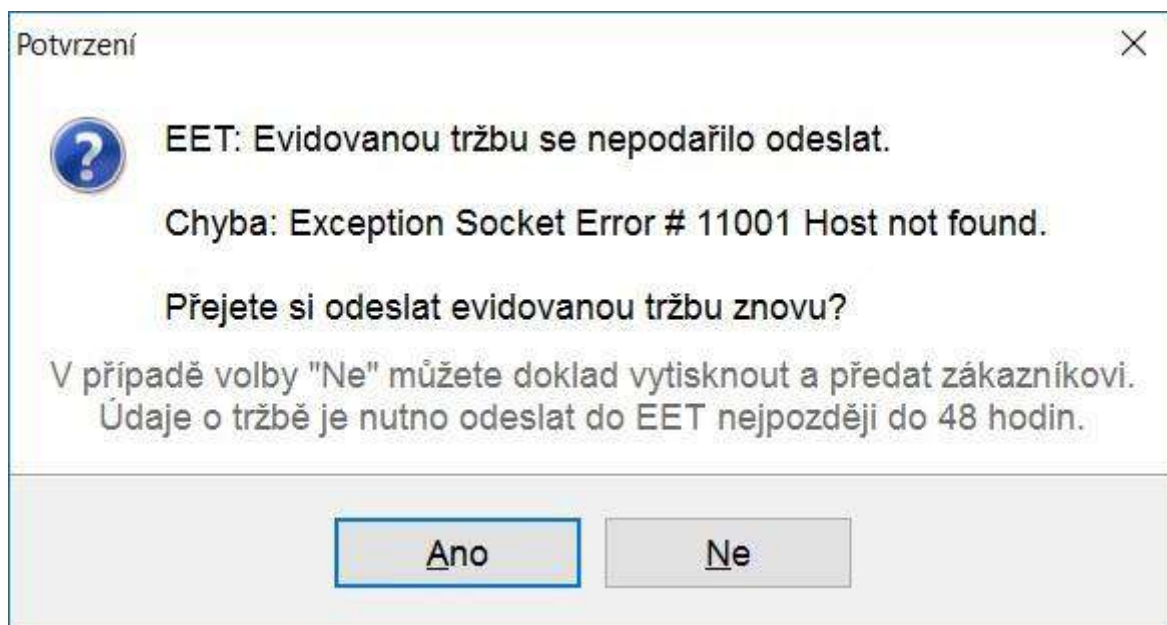 Potvrzení
EET: Evidovanou tržbu se nepodařilo odeslat.
Chyba: Exception Socket Error # 11001 Host not found.
Přejete si odeslat evidovanou tržbu znovu?
V případě volby "Ne" můžete doklad vytisknout a předat zákazníkovi.
Údaje o tržbě je nutno odeslat do EET nejpozději do 48 hodin.
Ano
Ne